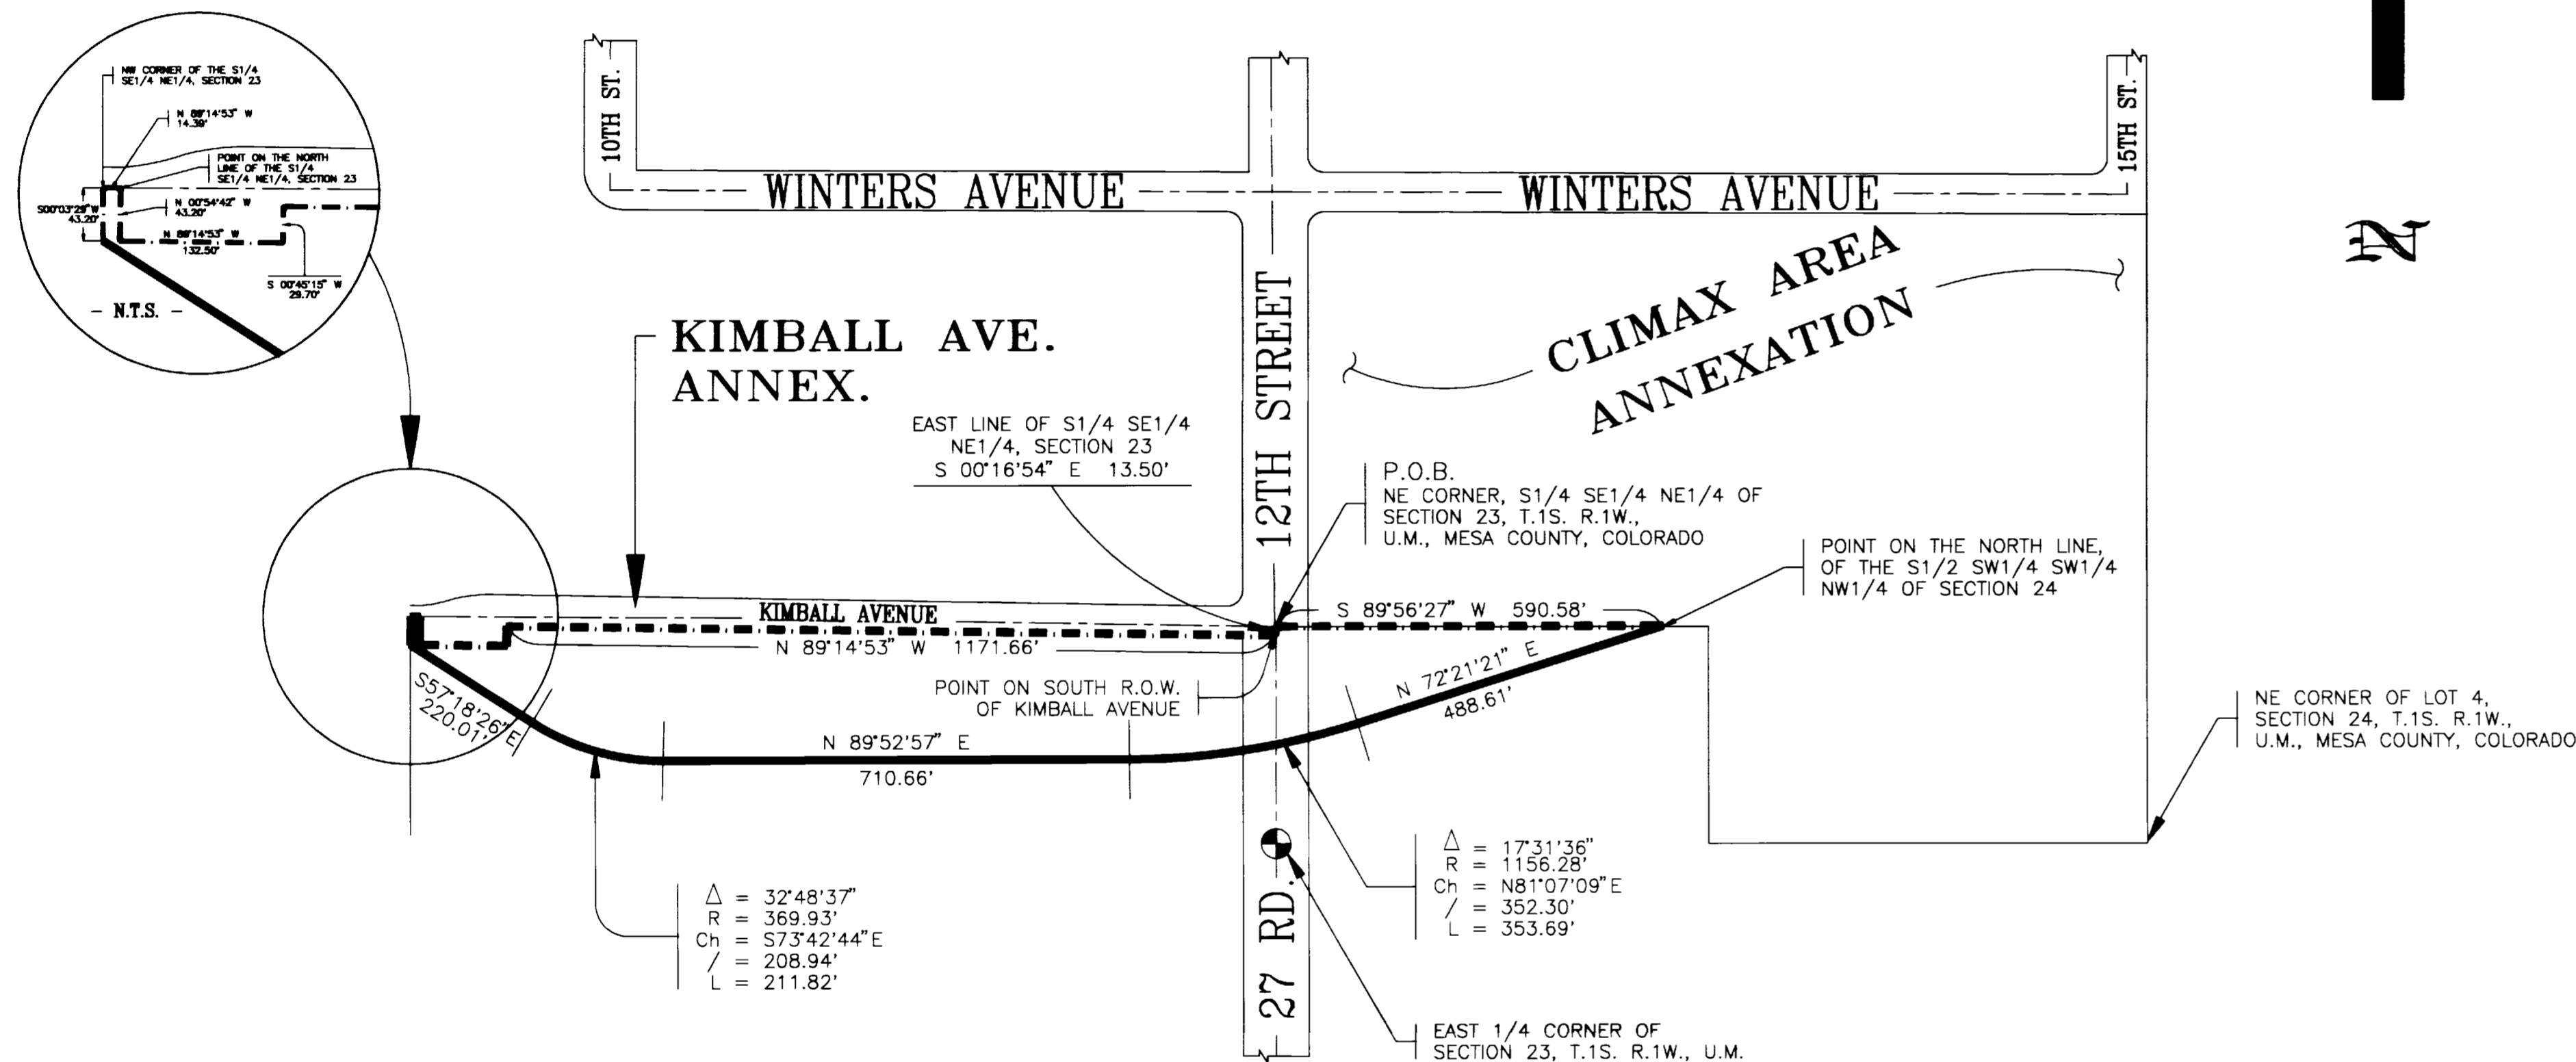 NW CORNER OF THE S1/4
SE1/4 NE1/4, SECTION 23
N 89°14'53" W
14.39'
POINT ON THE NORTH
LINE OF THE S1/4
SE1/4 NE1/4, SECTION 23
S00°03'29" W
43.20'
N 00°54'42" W
43.20'
N 89°14'53" W
132.50'
S 00°45'15" W
29.70'
- N.T.S. -
10TH ST.
WINTERS AVENUE
WINTERS AVENUE
15TH ST.
N
12TH STREET
CLIMAX AREA
ANNEXATION
KIMBALL AVE.
ANNEX.
EAST LINE OF S1/4 SE1/4
NE1/4, SECTION 23
S 00°16'54" E 13.50'
P.O.B.
NE CORNER, S1/4 SE1/4 NE1/4 OF
SECTION 23, T.1S. R.1W.,
U.M., MESA COUNTY, COLORADO
POINT ON THE NORTH LINE,
OF THE S1/2 SW1/4 SW1/4
NW1/4 OF SECTION 24
KIMBALL AVENUE
S 89°56'27" W 590.58'
N 89°14'53" W 1171.66'
POINT ON SOUTH R.O.W.
OF KIMBALL AVENUE
S57°18'26"E
220.01'
N 89°52'57" E
710.66'
N 72°21'21" E
488.61'
NE CORNER OF LOT 4,
SECTION 24, T.1S. R.1W.,
U.M., MESA COUNTY, COLORADO
Δ = 32°48'37"
R = 369.93'
Ch = S73°42'44"E
/ = 208.94'
L = 211.82'
Δ = 17°31'36"
R = 1156.28'
Ch = N81°07'09"E
/ = 352.30'
L = 353.69'
27 RD.
EAST 1/4 CORNER OF
SECTION 23, T.1S. R.1W., U.M.